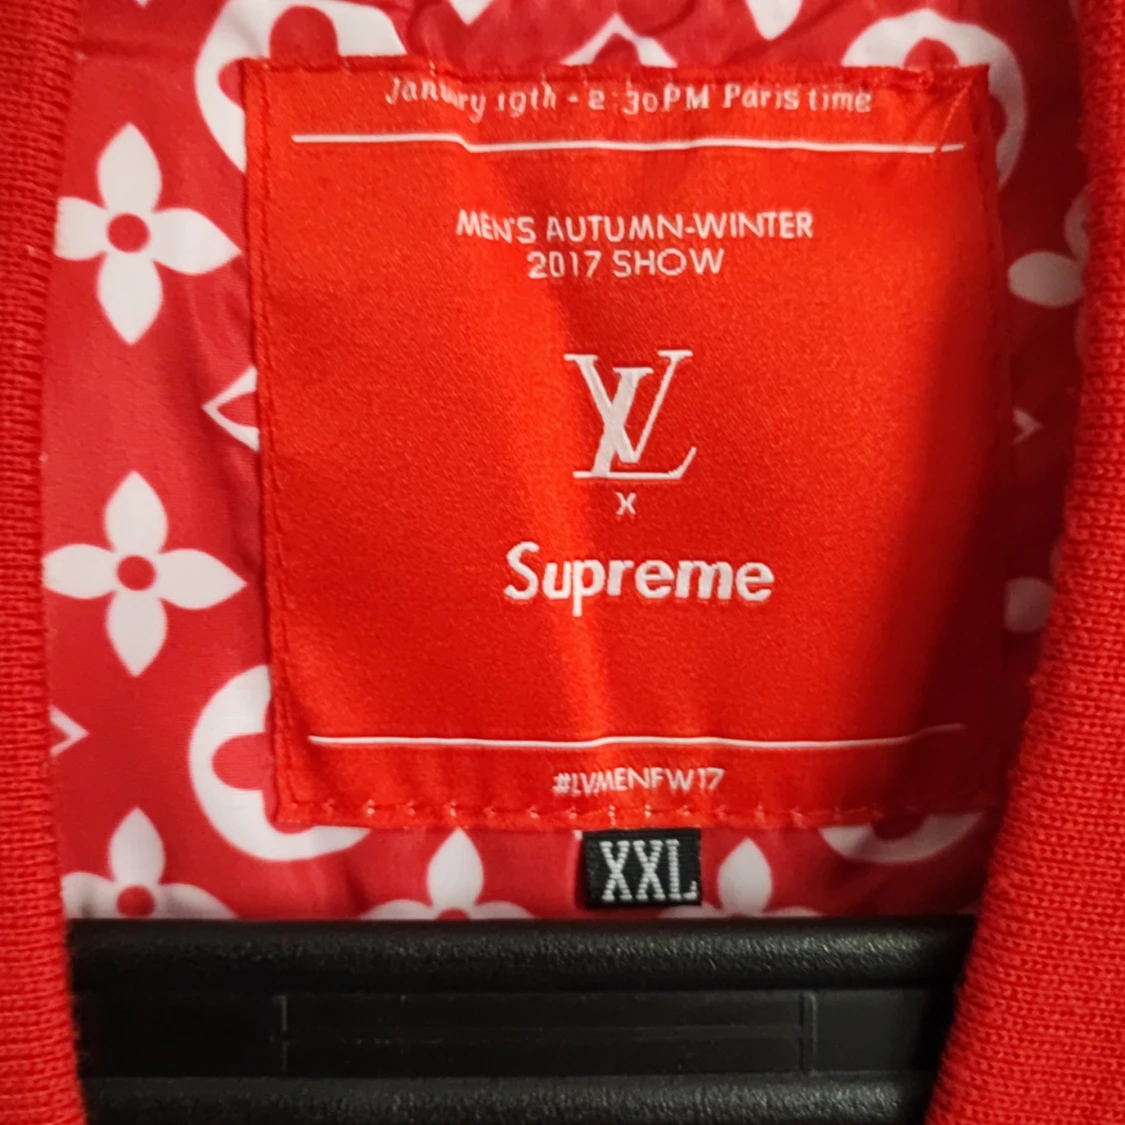 January 19th - 2:30PM Paris time
MEN'S AUTUMN-WINTER
2017 SHOW
LV
x
Supreme
#LVMENFW17
XXL